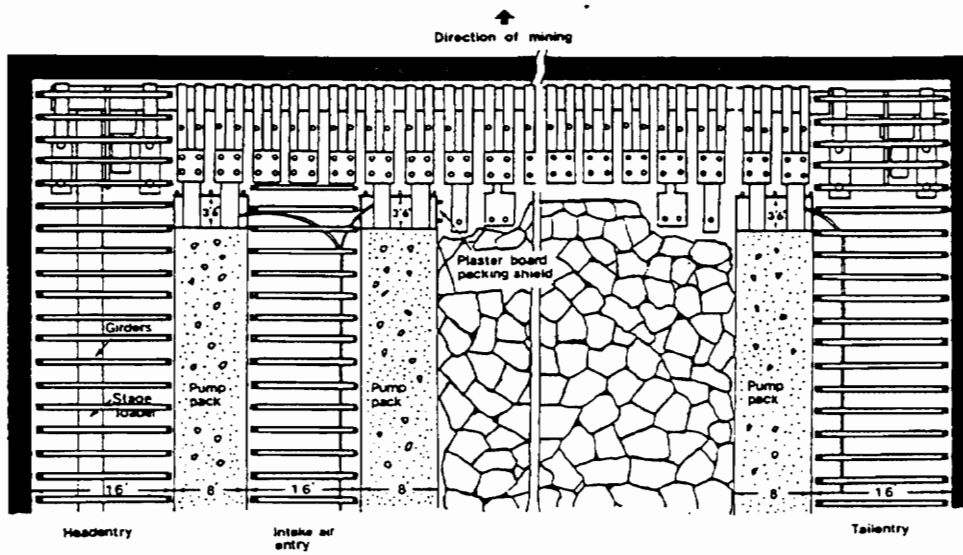 Direction of mining
3'6"
3'6"
3'6"
Plaster board
packing shield
Girders
Stage
loader
Pump
pack
Pump
pack
Pump
pack
16'
8'
16'
8'
8'
16'
Headentry
Intake air
entry
Tailentry